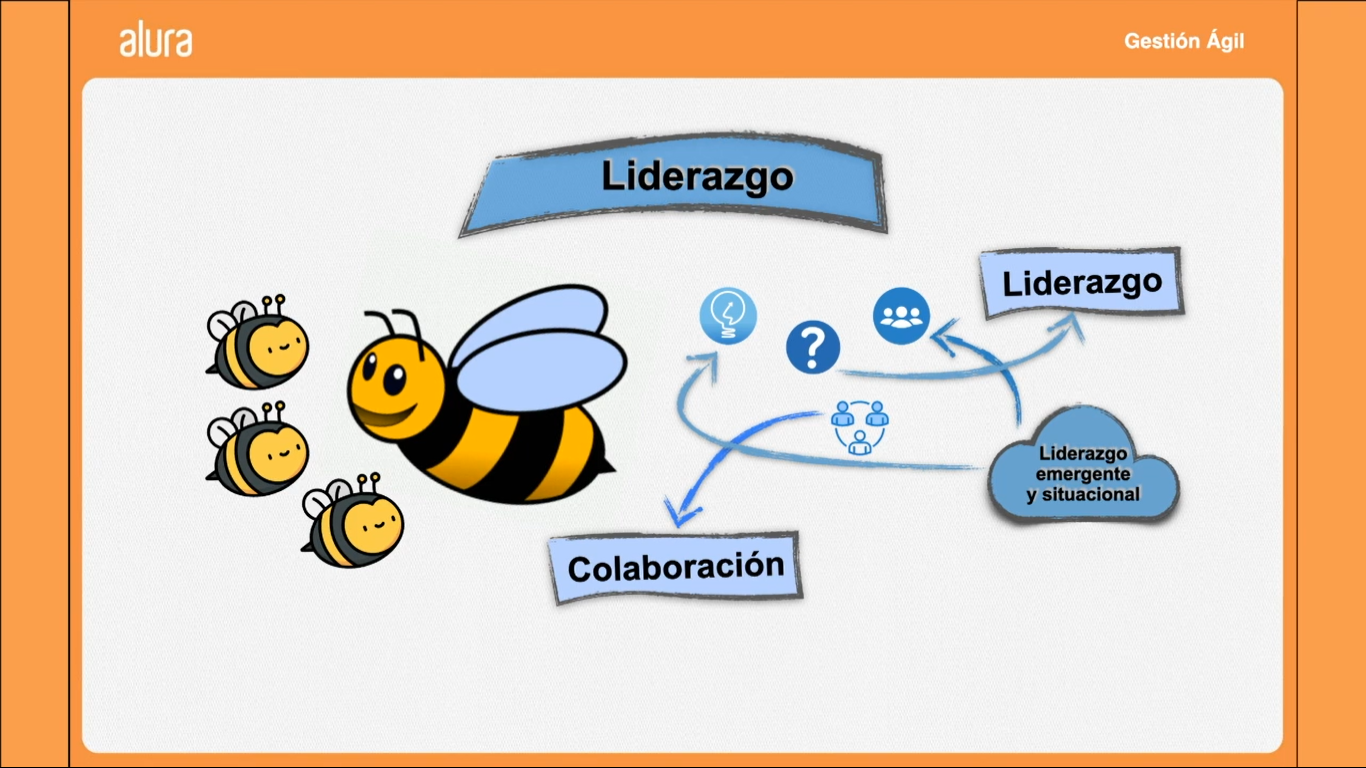 alura
Gestión Ágil
Liderazgo
Liderazgo
?
Liderazgo
emergente
y situacional
Colaboración